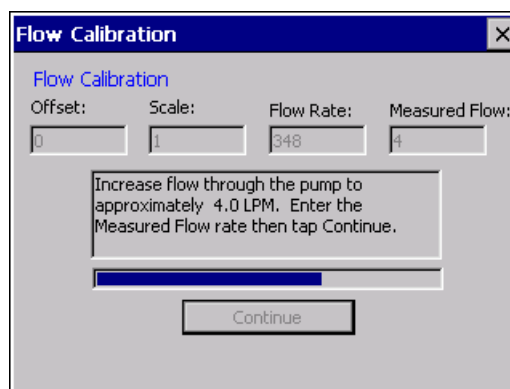 Flow Calibration
Flow Calibration
Offset: Scale: Flow Rate: Measured Flow:
0 1 348 4
Increase flow through the pump to
approximately 4.0 LPM. Enter the
Measured Flow rate then tap Continue.
Continue